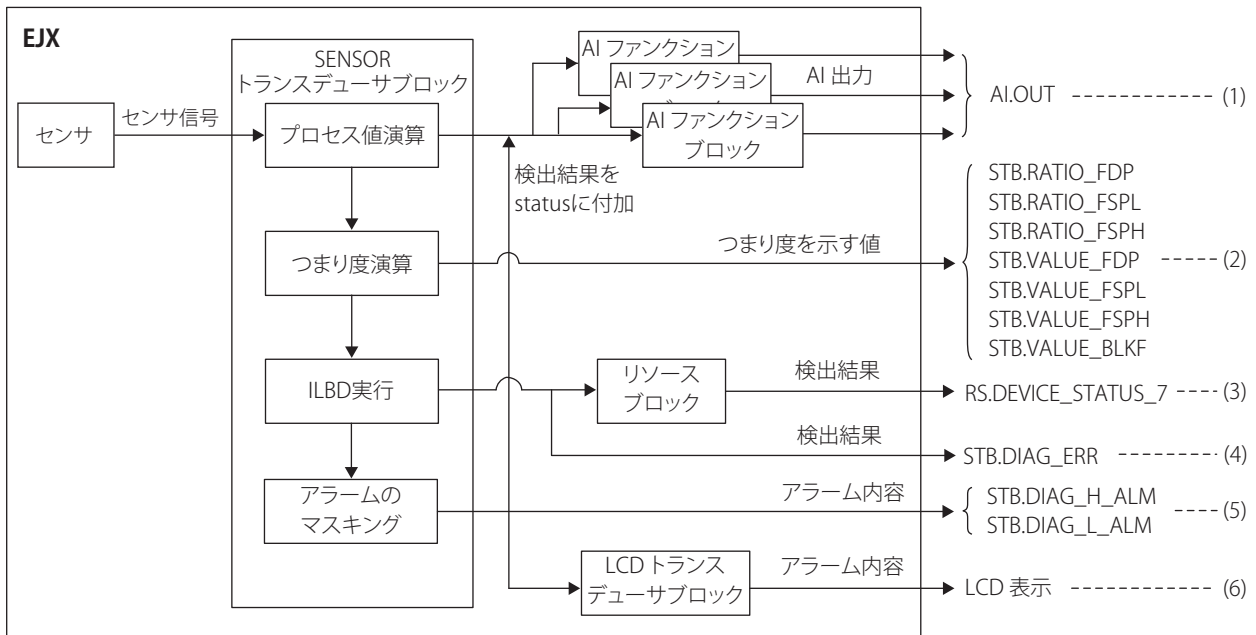 EJX
SENSOR
トランスデューサブロック
センサ
センサ信号
プロセス値演算
AI ファンクション
AI ファンクション
AI ファンクション
ブロック
AI 出力
AI.OUT
(1)
検出結果を
statusに付加
つまり度演算
つまり度を示す値
STB.RATIO_FDP
STB.RATIO_FSPL
STB.RATIO_FSPH
STB.VALUE_FDP
(2)
STB.VALUE_FSPL
STB.VALUE_FSPH
STB.VALUE_BLKF
ILBD実行
リソース
ブロック
検出結果
RS.DEVICE_STATUS_7
(3)
検出結果
STB.DIAG_ERR
(4)
アラームの
マスキング
アラーム内容
STB.DIAG_H_ALM
STB.DIAG_L_ALM
(5)
LCD トランス
デューサブロック
アラーム内容
LCD 表示
(6)